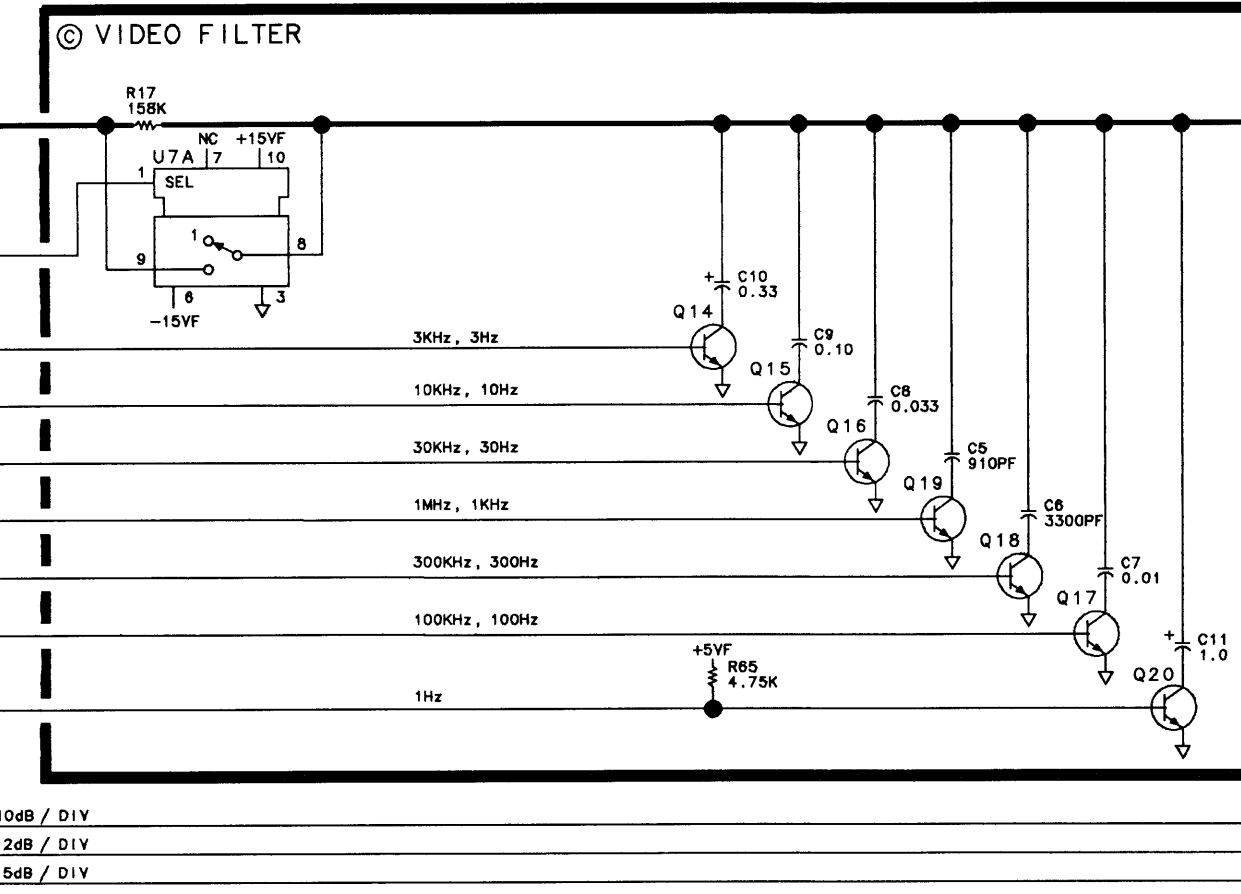 © VIDEO FILTER
R17
158K
NC +15VF
U7A 7 10
1 SEL
1
9 8
6 3
-15VF
+ C10
0.33
Q14
3KHz, 3Hz
C9
0.10
Q15
10KHz, 10Hz
C8
0.033
Q16
30KHz, 30Hz
C5
910PF
Q19
1MHz, 1KHz
C6
3300PF
Q18
300KHz, 300Hz
C7
0.01
Q17
100KHz, 100Hz
+ C11
1.0
+5VF
R65
4.75K
Q20
1Hz
10dB / DIV
2dB / DIV
5dB / DIV